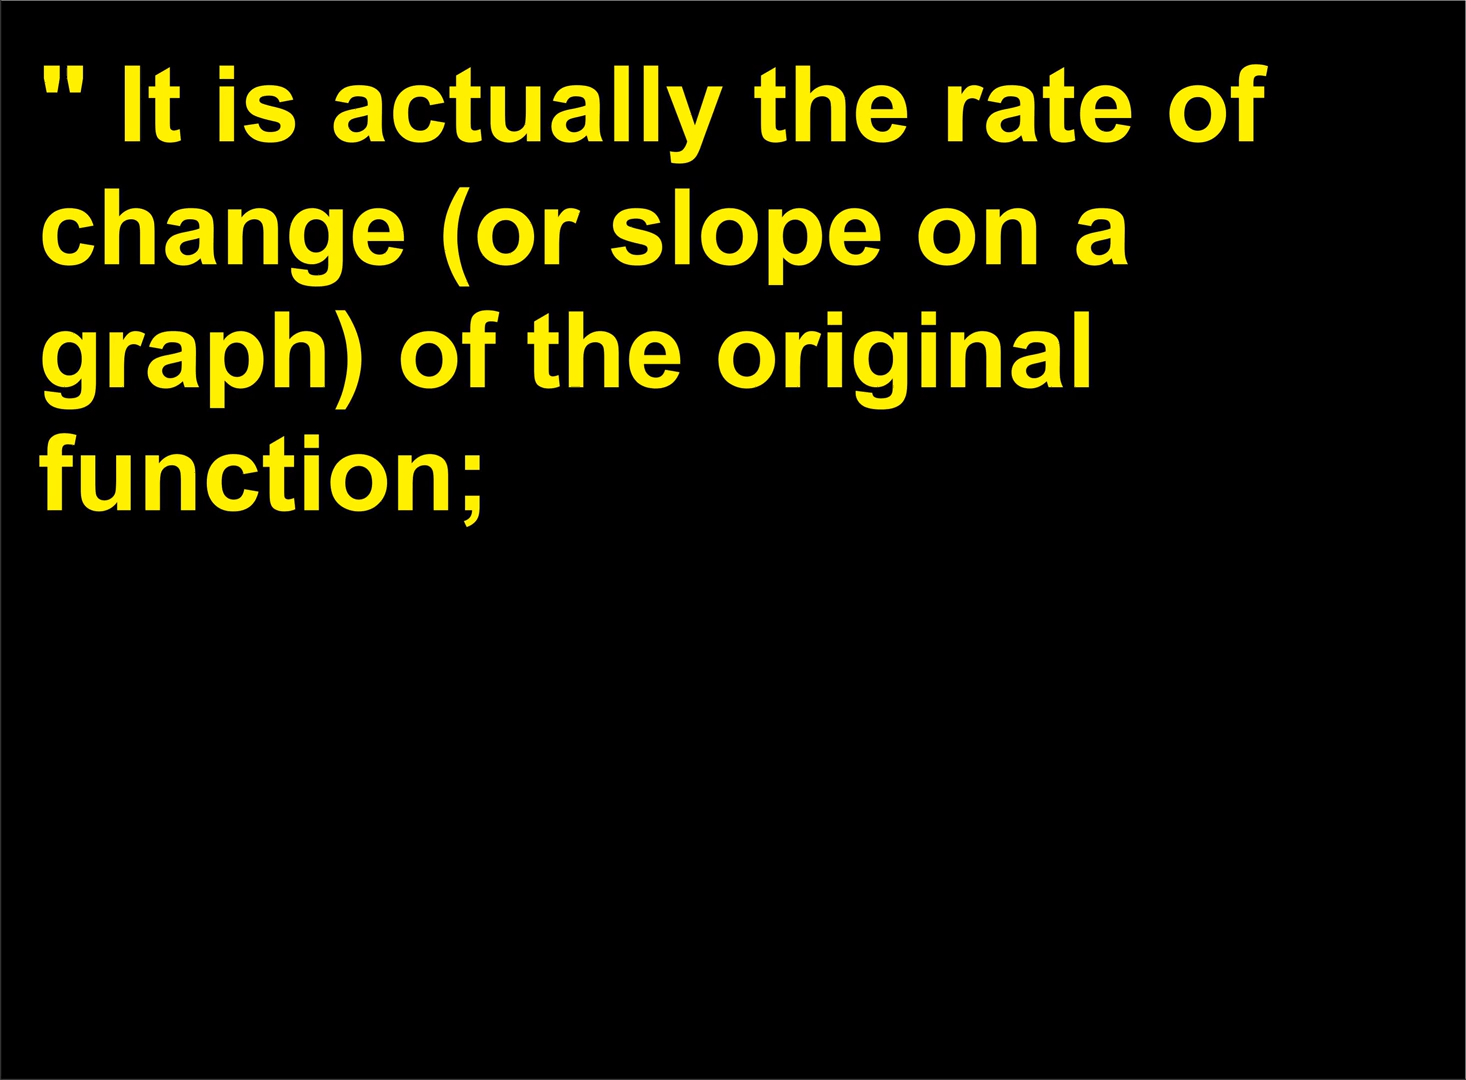 " It is actually the rate of
change (or slope on a
graph) of the original
function;